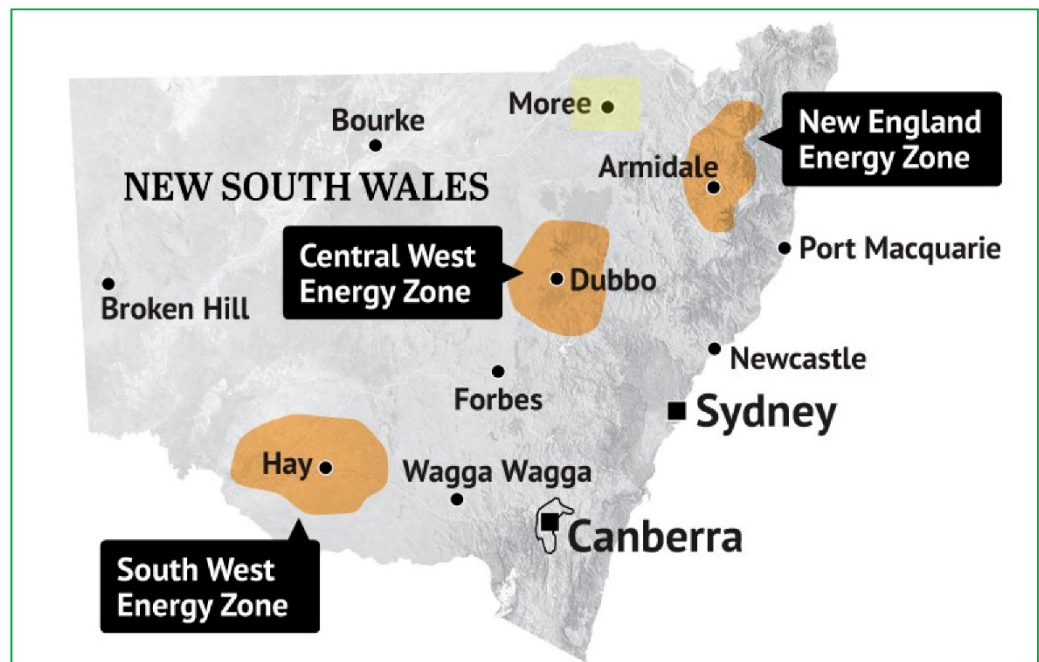 Moree
Bourke
New England
Energy Zone
Armidale
NEW SOUTH WALES
Central West
Energy Zone
Port Macquarie
Dubbo
Broken Hill
Newcastle
Forbes
Sydney
Hay
Wagga Wagga
Canberra
South West
Energy Zone